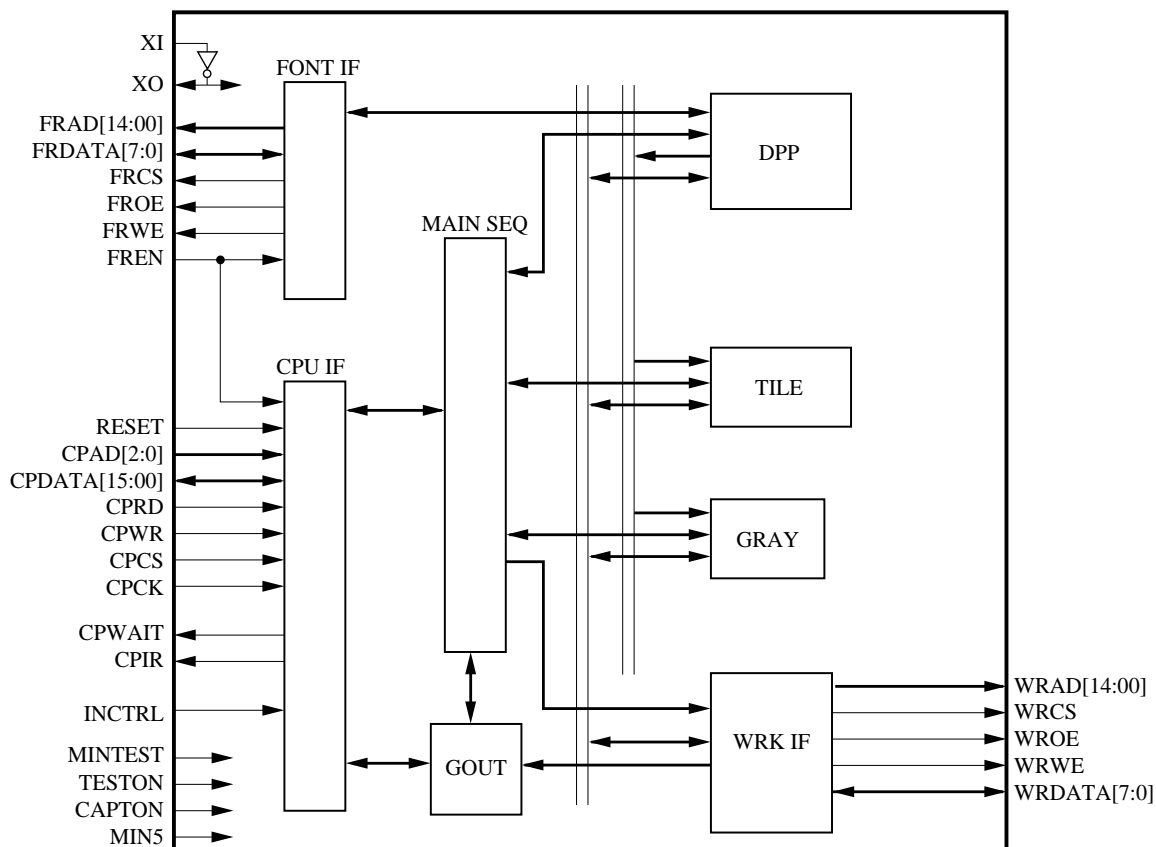 XI
XO
FONT IF
FRAD[14:00]
FRDATA[7:0]
FRCS
FROE
FRWE
FREN
DPP
MAIN SEQ
TILE
CPU IF
RESET
CPAD[2:0]
CPDATA[15:00]
CPRD
CPWR
CPCS
CPCK
CPWAIT
CPIR
INCTRL
MINTEST
TESTON
CAPTON
MIN5
GRAY
GOUT
WRK IF
WRAD[14:00]
WRCS
WROE
WRWE
WRDATA[7:0]